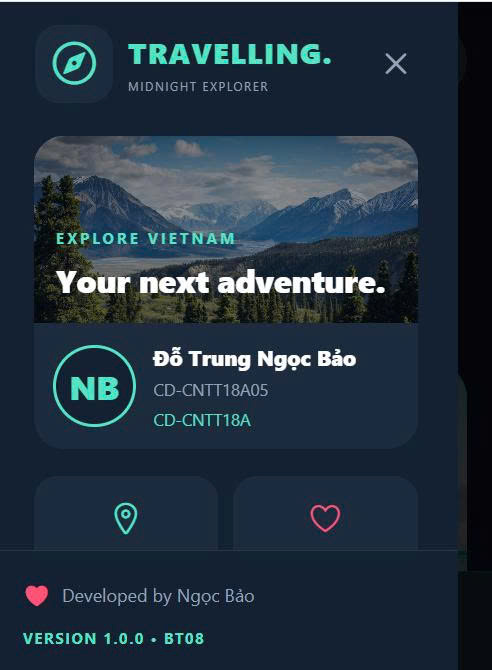 TRAVELLING.
MIDNIGHT EXPLORER
EXPLORE VIETNAM
Your next adventure.
NB
Đỗ Trung Ngọc Bảo
CD-CNTT18A05
CD-CNTT18A
Developed by Ngọc Bảo
VERSION 1.0.0 • BT08